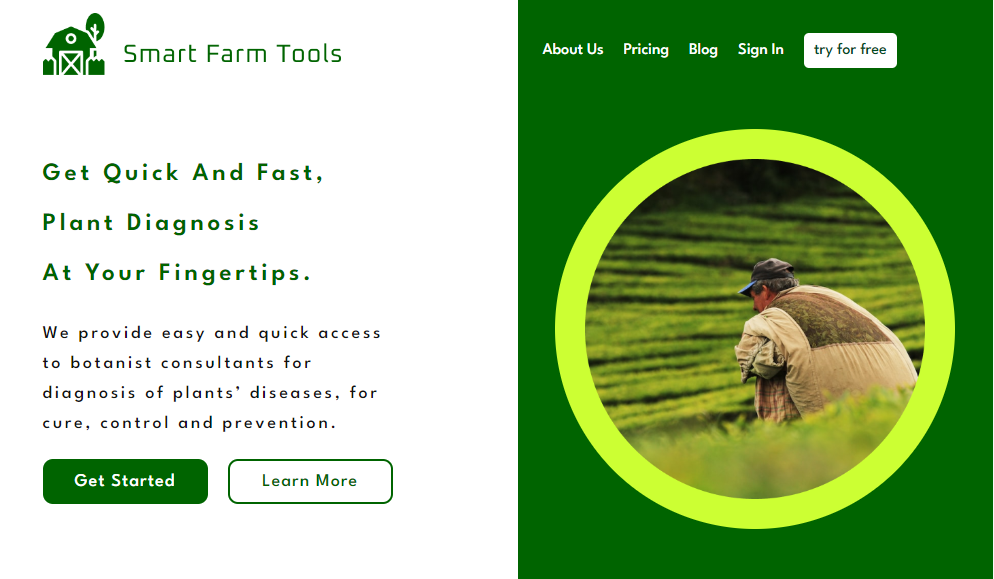 Smart Farm Tools
About Us Pricing Blog Sign In try for free
Get Quick And Fast,
Plant Diagnosis
At Your Fingertips.
We provide easy and quick access
to botanist consultants for
diagnosis of plants’ diseases, for
cure, control and prevention.
Get Started Learn More